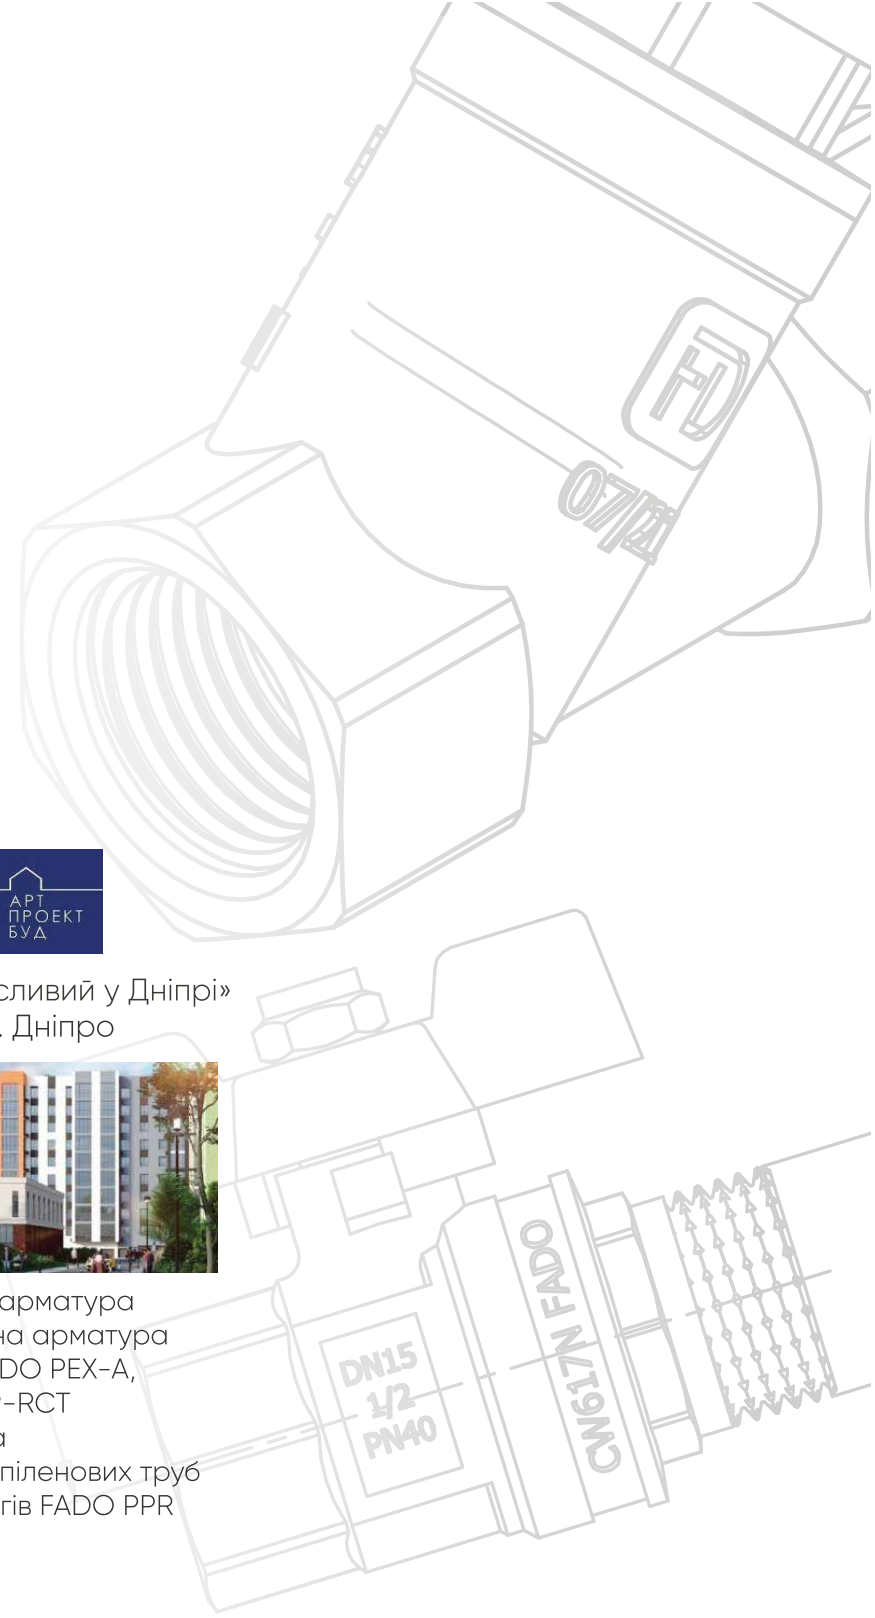 07/21
АРТ
ПРОЕКТ
БУД
сливий у Дніпрі»
. Дніпро
арматура
на арматура
DO PEX-A,
-RCT
а
піленових труб
гів FADO PPR
DN15
1/2
PN40
CW617N FADO